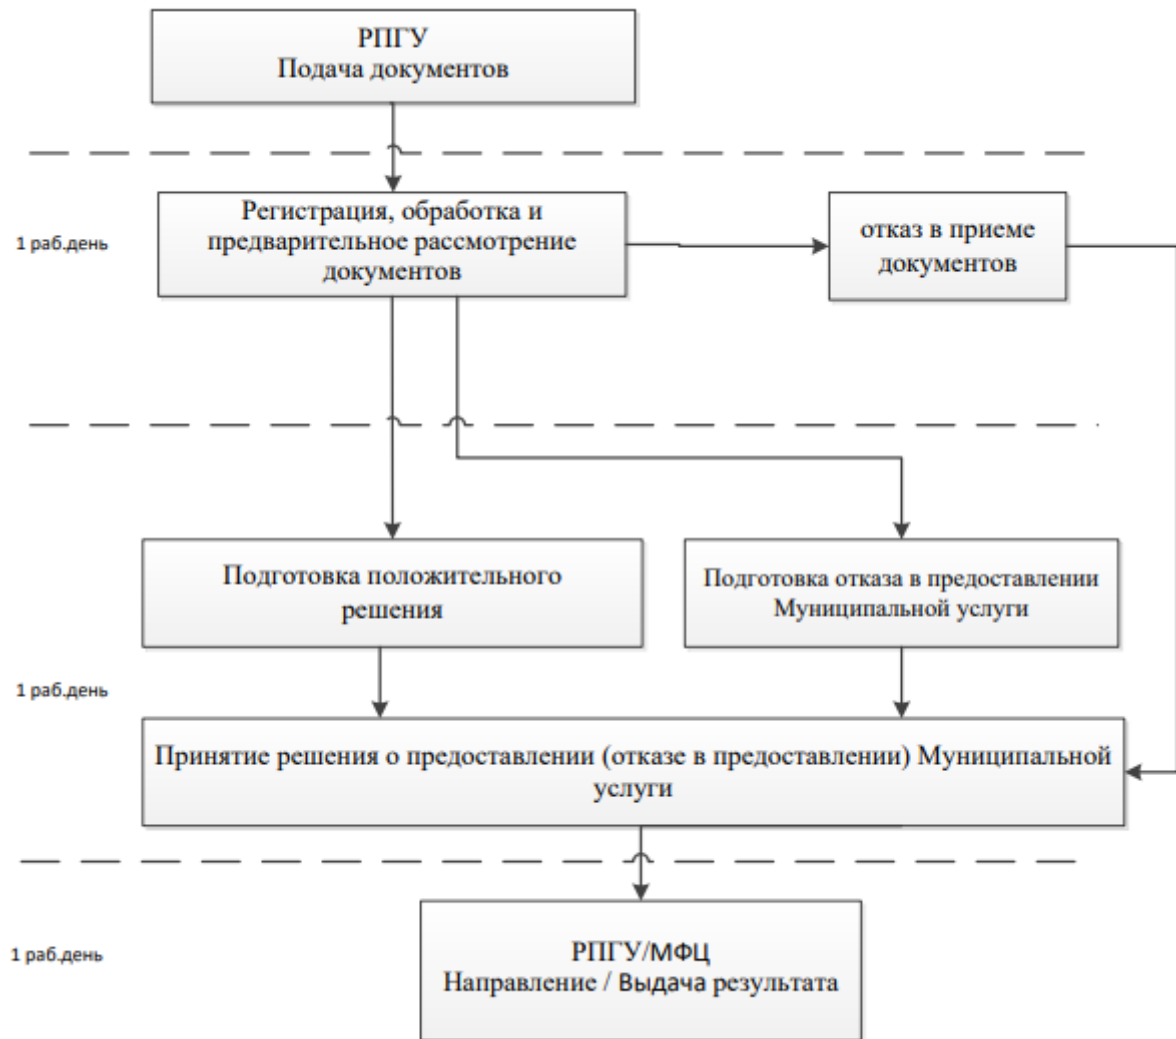 РПГУ
Подача документов
1 раб.день
Регистрация, обработка и
предварительное рассмотрение
документов
отказ в приеме
документов
Подготовка положительного
решения
Подготовка отказа в предоставлении
Муниципальной услуги
1 раб.день
Принятие решения о предоставлении (отказе в предоставлении) Муниципальной
услуги
1 раб.день
РПГУ/МФЦ
Направление / Выдача результата